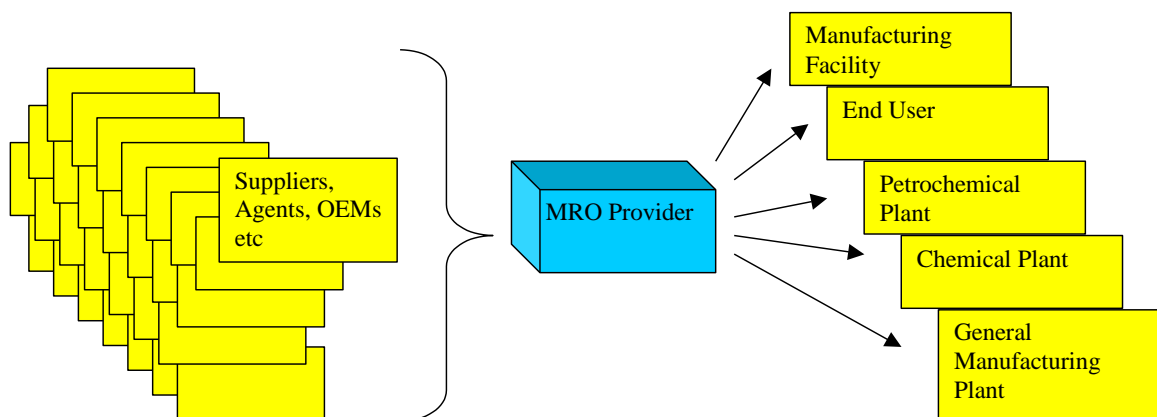 Suppliers,
Agents, OEMs
etc
MRO Provider
Manufacturing
Facility
End User
Petrochemical
Plant
Chemical Plant
General
Manufacturing
Plant